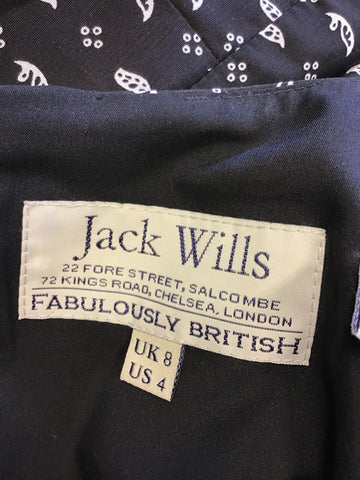 Jack Wills
22 FORE STREET, SALCOMBE
72 KINGS ROAD, CHELSEA, LONDON
FABULOUSLY BRITISH
UK 8
US 4